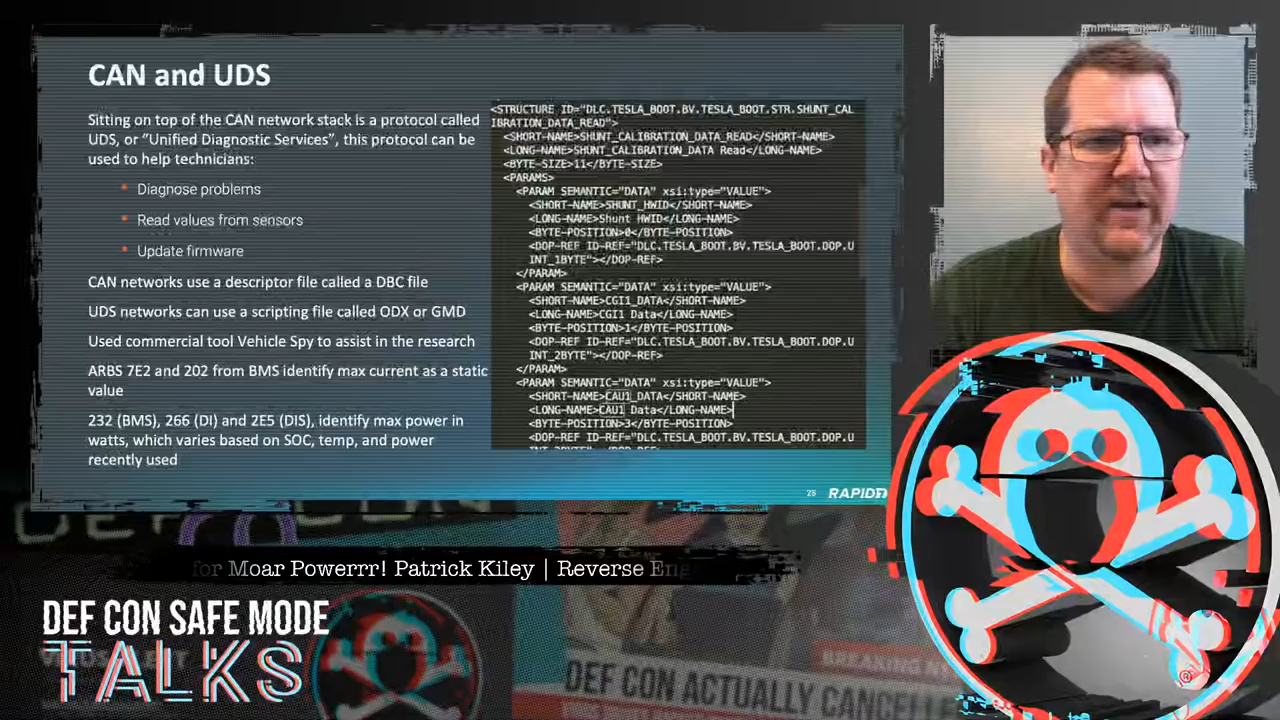 CAN and UDS
Sitting on top of the CAN network stack is a protocol called
UDS, or “Unified Diagnostic Services”, this protocol can be
used to help technicians:
• Diagnose problems
• Read values from sensors
• Update firmware
CAN networks use a descriptor file called a DBC file
UDS networks can use a scripting file called ODX or GMD
Used commercial tool Vehicle Spy to assist in the research
ARBS 7E2 and 202 from BMS identify max current as a static
value
232 (BMS), 266 (DI) and 2E5 (DIS), identify max power in
watts, which varies based on SOC, temp, and power
recently used
<STRUCTURE ID="DLC.TESLA_BOOT.BV.TESLA_BOOT.STR.SHUNT_CAL
IBRATION_DATA_READ">
<SHORT-NAME>SHUNT_CALIBRATION_DATA_READ</SHORT-NAME>
<LONG-NAME>SHUNT_CALIBRATION_DATA Read</LONG-NAME>
<BYTE-SIZE>11</BYTE-SIZE>
<PARAMS>
<PARAM SEMANTIC="DATA" xsi:type="VALUE">
<SHORT-NAME>SHUNT_HWID</SHORT-NAME>
<LONG-NAME>Shunt HWID</LONG-NAME>
<BYTE-POSITION>0</BYTE-POSITION>
<DOP-REF ID-REF="DLC.TESLA_BOOT.BV.TESLA_BOOT.DOP.U
INT_1BYTE"></DOP-REF>
</PARAM>
<PARAM SEMANTIC="DATA" xsi:type="VALUE">
<SHORT-NAME>CGI1_DATA</SHORT-NAME>
<LONG-NAME>CGI1 Data</LONG-NAME>
<BYTE-POSITION>1</BYTE-POSITION>
<DOP-REF ID-REF="DLC.TESLA_BOOT.BV.TESLA_BOOT.DOP.U
INT_2BYTE"></DOP-REF>
</PARAM>
<PARAM SEMANTIC="DATA" xsi:type="VALUE">
<SHORT-NAME>CAU1_DATA</SHORT-NAME>
<LONG-NAME>CAU1 Data</LONG-NAME>
<BYTE-POSITION>3</BYTE-POSITION>
<DOP-REF ID-REF="DLC.TESLA_BOOT.BV.TESLA_BOOT.DOP.U
25 RAPID7
for Moar Powerrr! Patrick Kiley | Reverse Eng
DEF CON SAFE MODE
TALKS
DEF CON
BREAKING N
DEF CON ACTUALLY CANCELLE